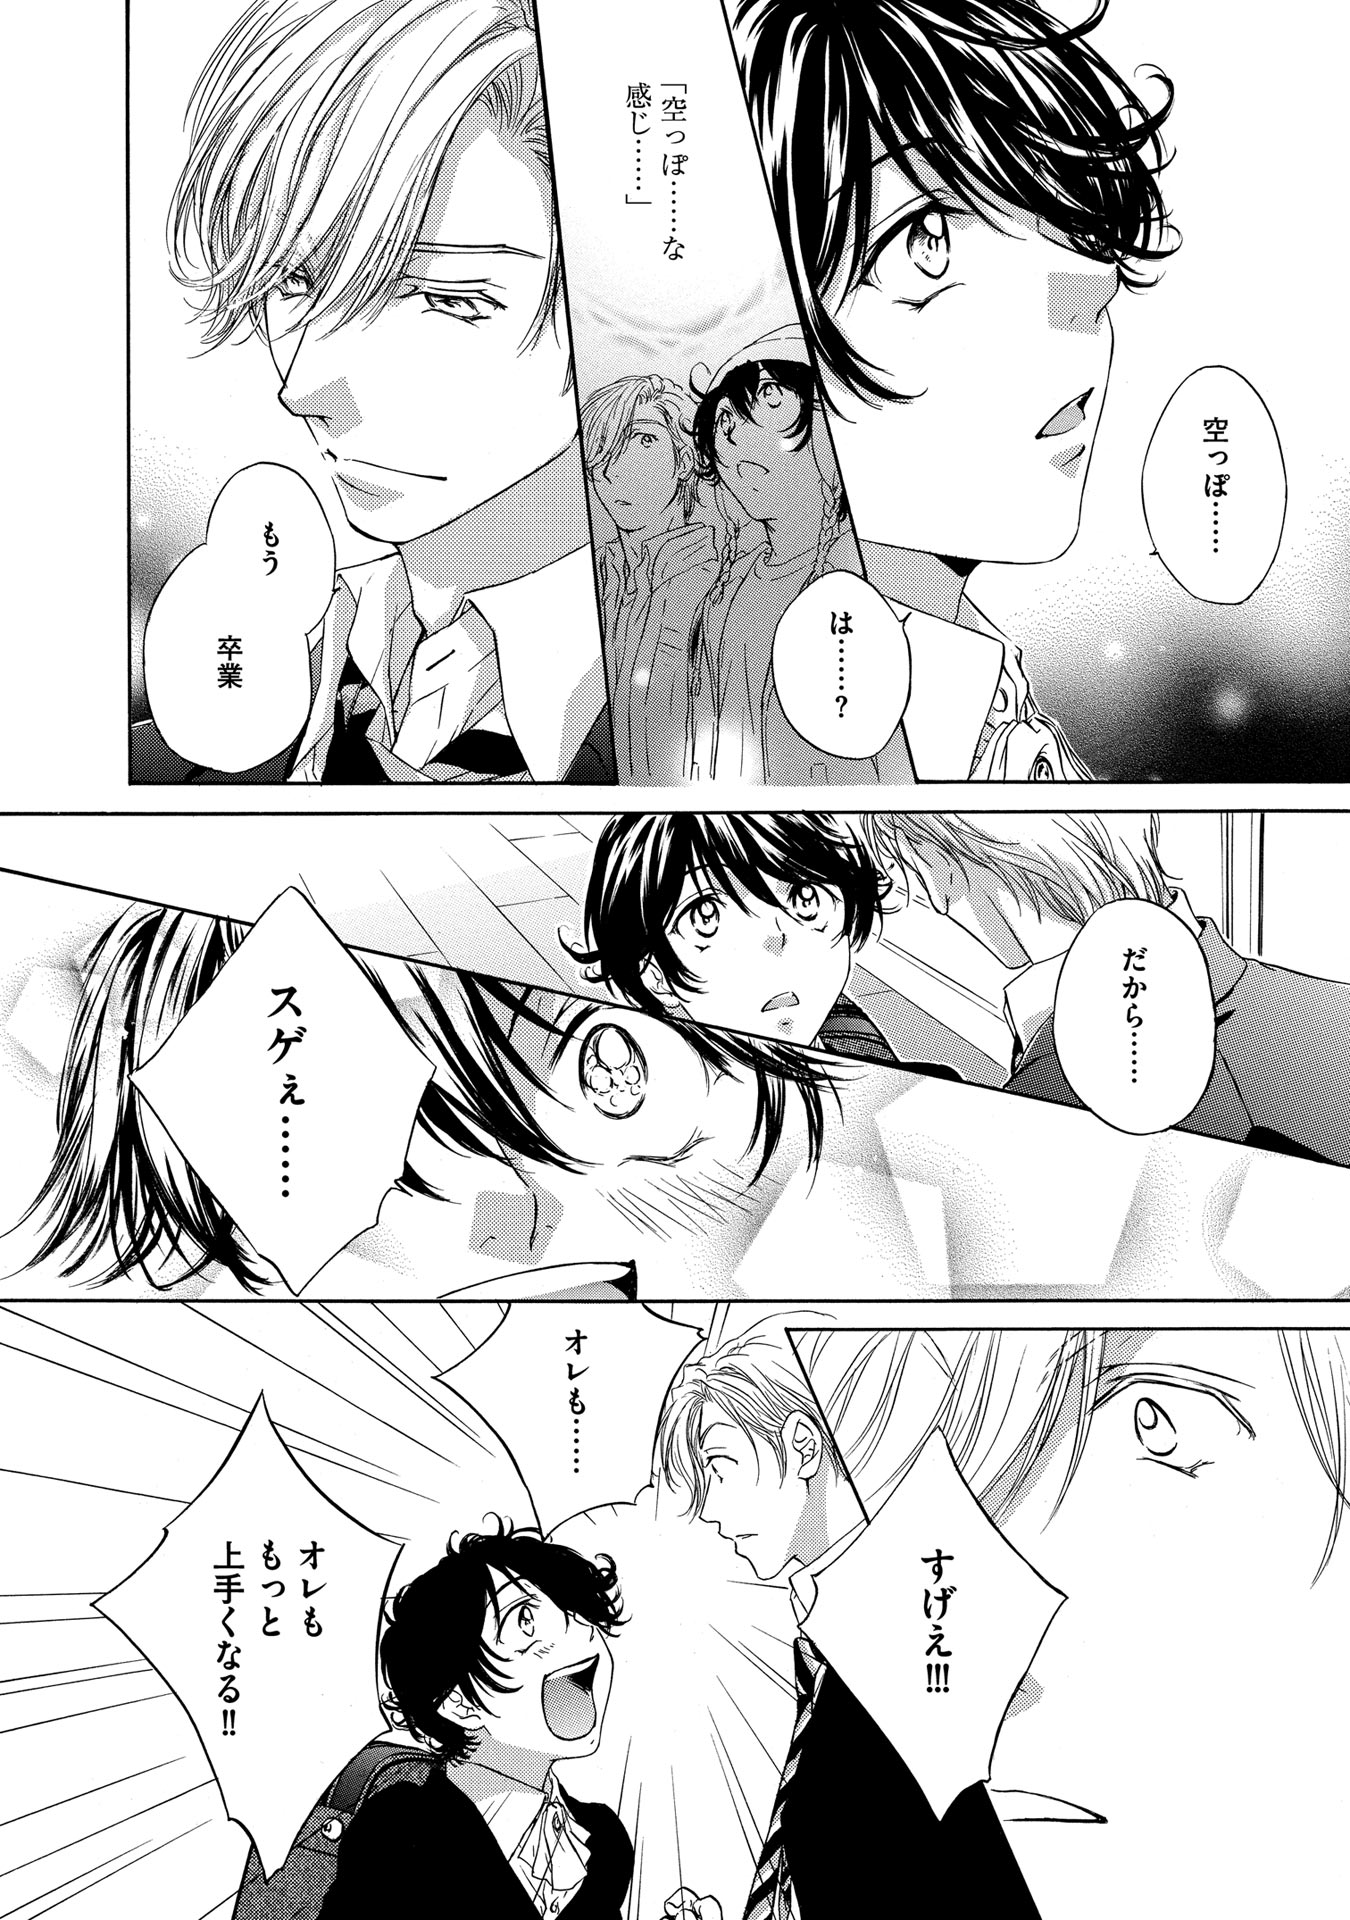 空っぽ……
は……?
「空っぽ……な
感じ……」
もう
卒業
だから……
スゲぇ……
すげえ!!!
オレも……
オレも
もっと
上手くなる!!